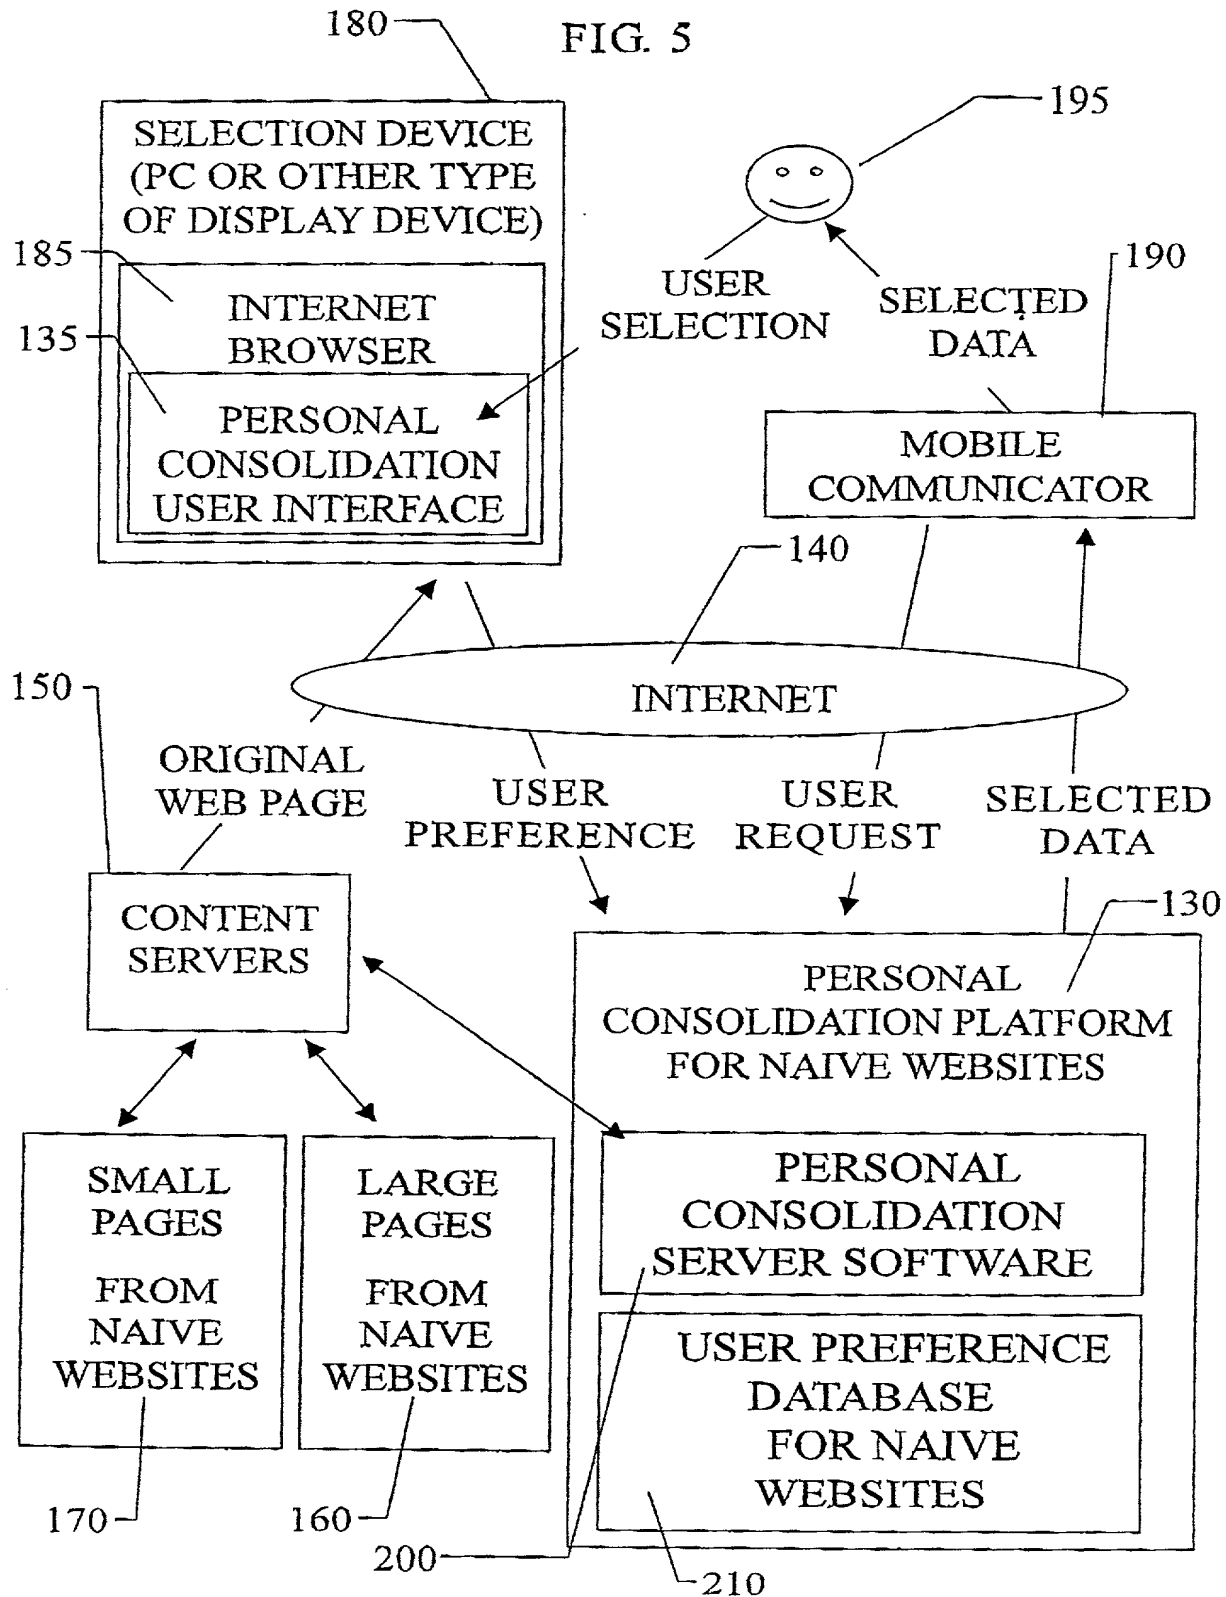 180
FIG. 5
195
SELECTION DEVICE
(PC OR OTHER TYPE
OF DISPLAY DEVICE)
185
INTERNET
BROWSER
135
PERSONAL
CONSOLIDATION
USER INTERFACE
USER
SELECTION
SELECTED
DATA
190
MOBILE
COMMUNICATOR
140
INTERNET
150
ORIGINAL
WEB PAGE
USER
PREFERENCE
USER
REQUEST
SELECTED
DATA
CONTENT
SERVERS
130
PERSONAL
CONSOLIDATION PLATFORM
FOR NAIVE WEBSITES
SMALL
PAGES
FROM
NAIVE
WEBSITES
LARGE
PAGES
FROM
NAIVE
WEBSITES
PERSONAL
CONSOLIDATION
SERVER SOFTWARE
USER PREFERENCE
DATABASE
FOR NAIVE
WEBSITES
170
160
200
210